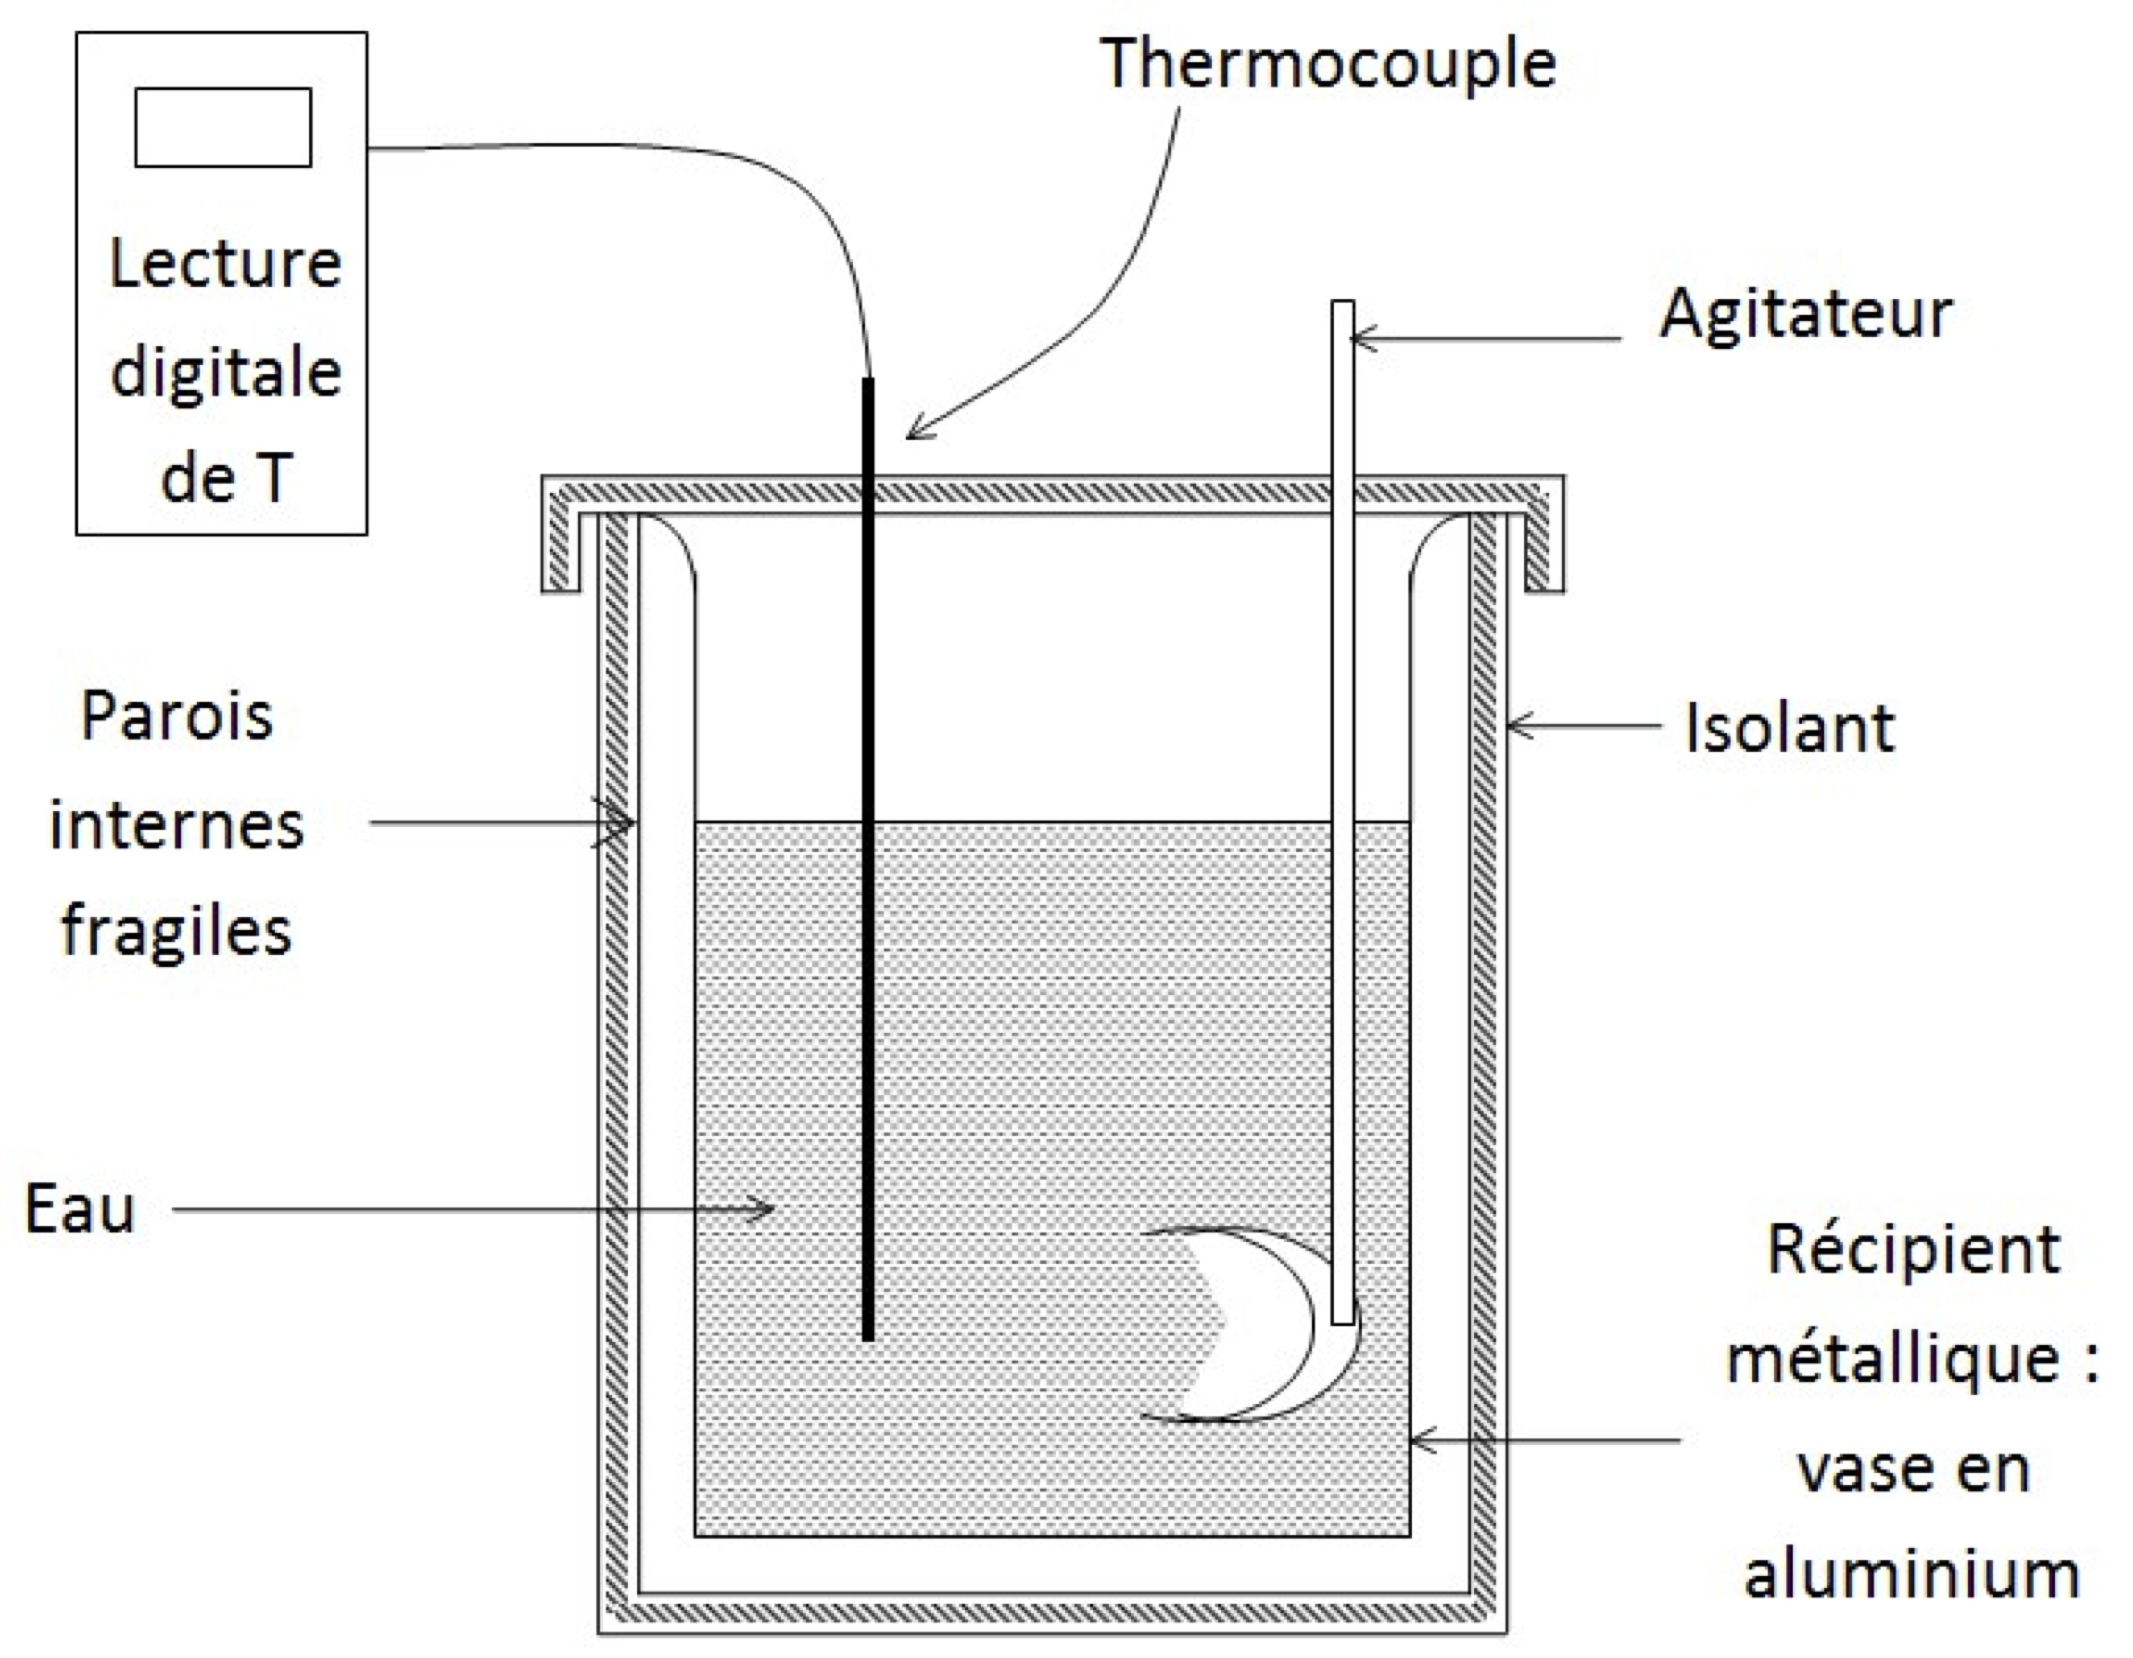 Thermocouple
Lecture
digitale
de T
Agitateur
Parois
internes
fragiles
Isolant
Eau
Récipient
métallique :
vase en
aluminium